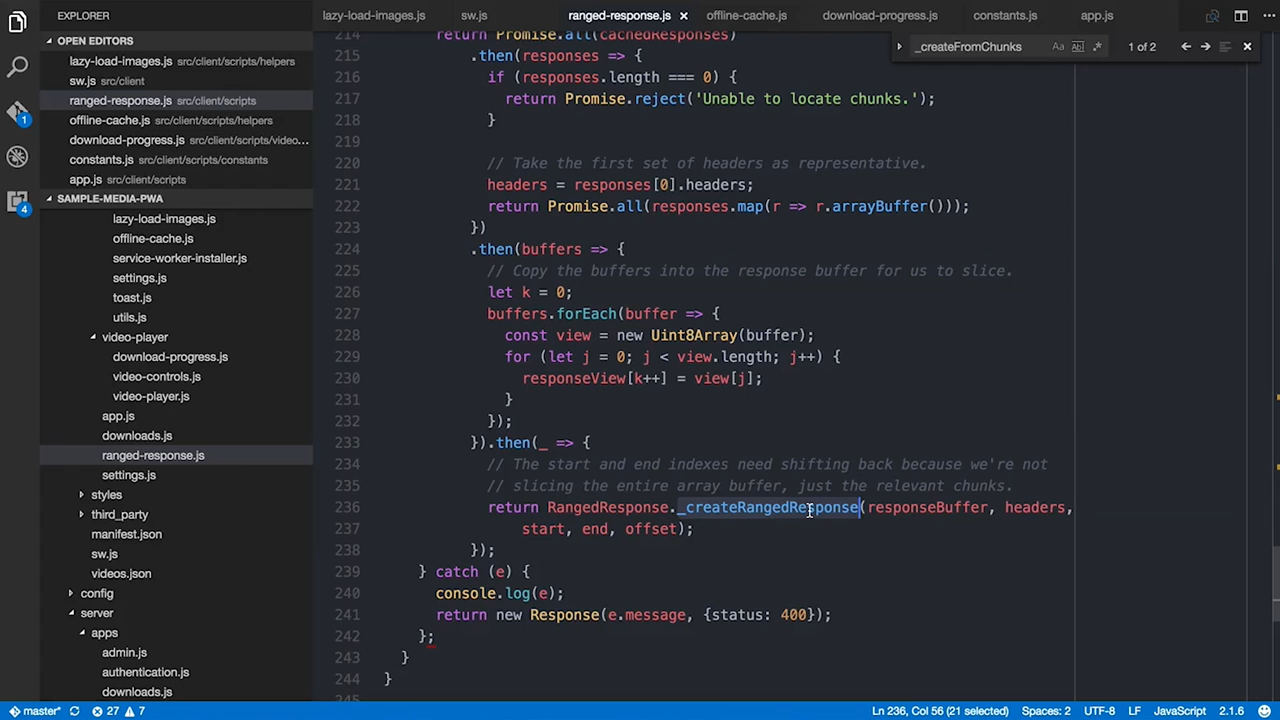 EXPLORER
OPEN EDITORS
lazy-load-images.js src/client/scripts/helpers
sw.js src/client
ranged-response.js src/client/scripts
offline-cache.js src/client/scripts/helpers
download-progress.js src/client/scripts/video...
constants.js src/client/scripts/constants
app.js src/client/scripts
SAMPLE-MEDIA-PWA
lazy-load-images.js
offline-cache.js
service-worker-installer.js
settings.js
toast.js
utils.js
video-player
download-progress.js
video-controls.js
video-player.js
app.js
downloads.js
ranged-response.js
settings.js
styles
third_party
manifest.json
sw.js
videos.json
config
server
apps
admin.js
authentication.js
downloads.js
1
4
lazy-load-images.js sw.js ranged-response.js × offline-cache.js download-progress.js constants.js app.js
_createFromChunks Aa Abl .* 1 of 2
214 return Promise.all(cachedResponses)
215 .then(responses => {
216 if (responses.length === 0) {
217 return Promise.reject('Unable to locate chunks.');
218 }
219
220 // Take the first set of headers as representative.
221 headers = responses[0].headers;
222 return Promise.all(responses.map(r => r.arrayBuffer()));
223 })
224 .then(buffers => {
225 // Copy the buffers into the response buffer for us to slice.
226 let k = 0;
227 buffers.forEach(buffer => {
228 const view = new Uint8Array(buffer);
229 for (let j = 0; j < view.length; j++) {
230 responseView[k++] = view[j];
231 }
232 });
233 }).then(_ => {
234 // The start and end indexes need shifting back because we're not
235 // slicing the entire array buffer, just the relevant chunks.
236 return RangedResponse._createRangedResponse(responseBuffer, headers,
237 start, end, offset);
238 });
239 } catch (e) {
240 console.log(e);
241 return new Response(e.message, {status: 400});
242 };
243 }
244 }
245
master* 27 7 Ln 236, Col 56 (21 selected) Spaces: 2 UTF-8 LF JavaScript 2.1.6